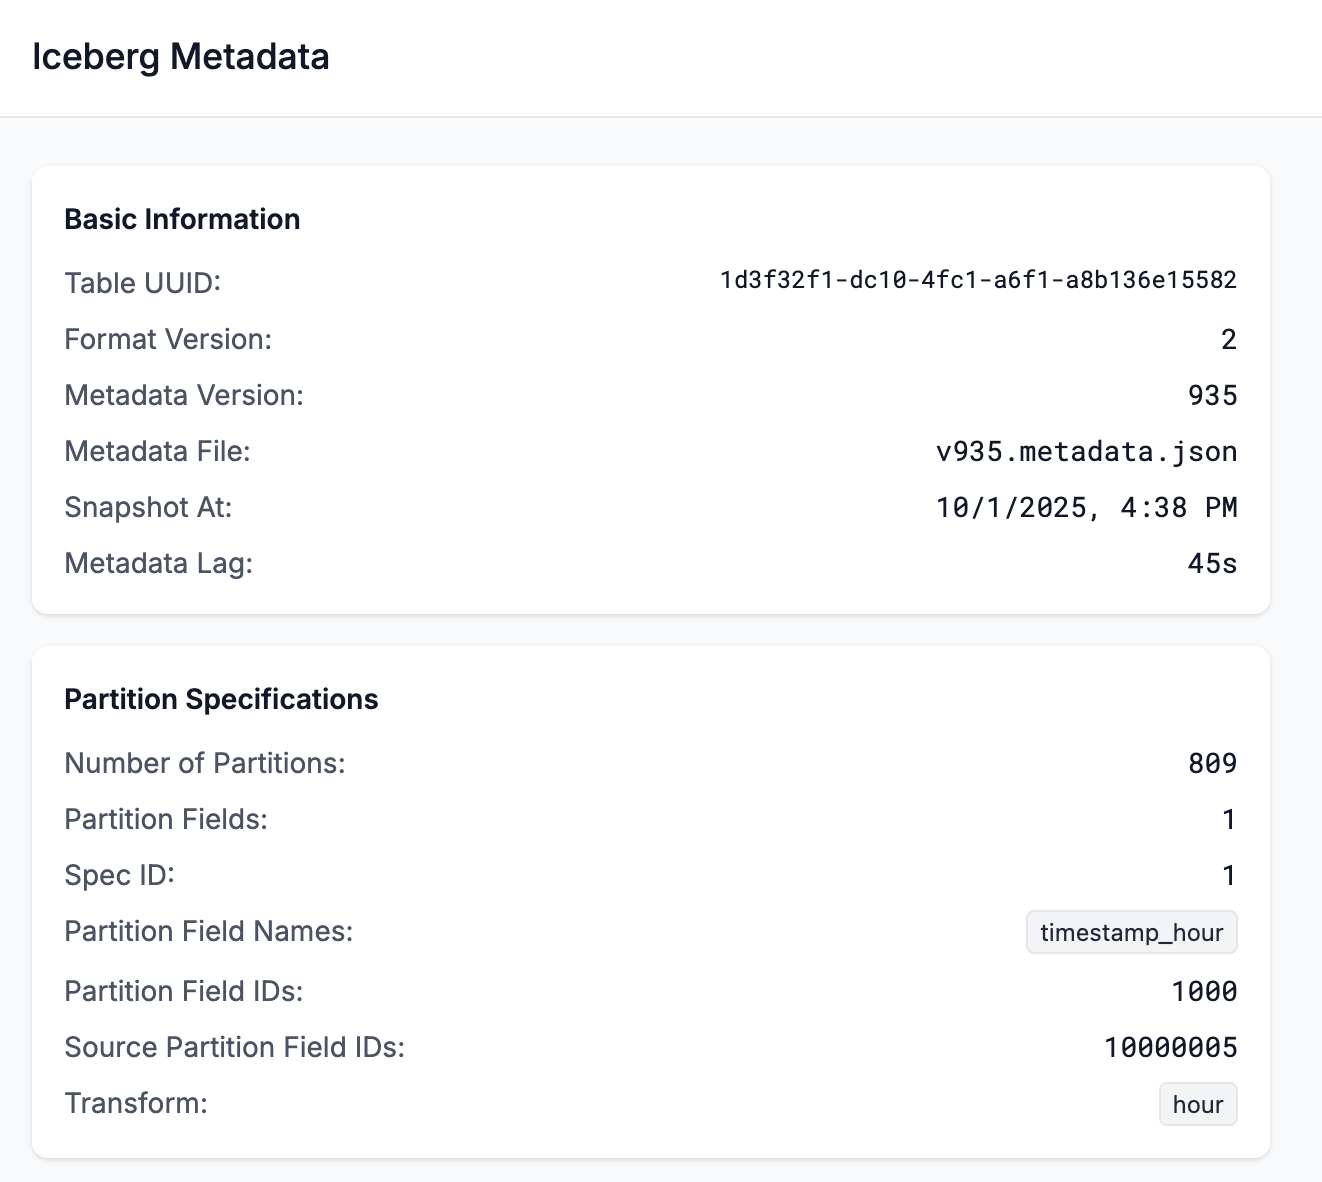 Iceberg Metadata
Basic Information
Table UUID: 1d3f32f1-dc10-4fc1-a6f1-a8b136e15582
Format Version: 2
Metadata Version: 935
Metadata File: v935.metadata.json
Snapshot At: 10/1/2025, 4:38 PM
Metadata Lag: 45s
Partition Specifications
Number of Partitions: 809
Partition Fields: 1
Spec ID: 1
Partition Field Names: timestamp_hour
Partition Field IDs: 1000
Source Partition Field IDs: 10000005
Transform: hour